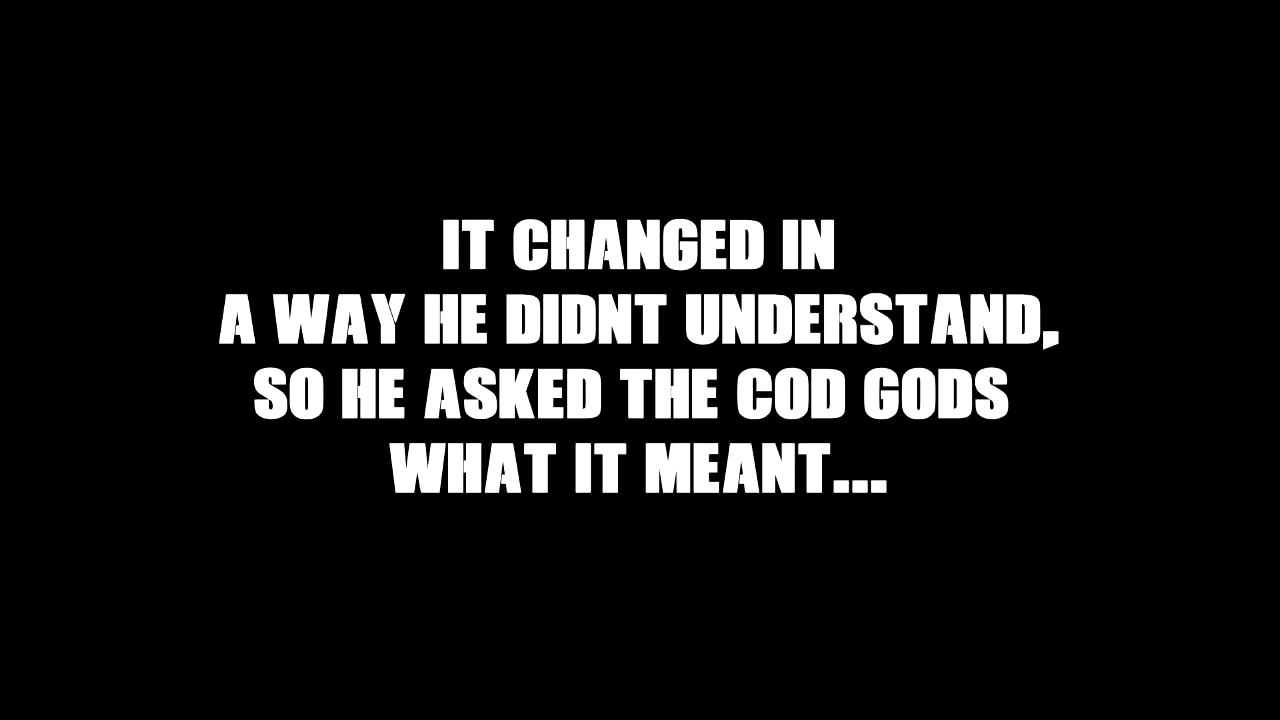 IT CHANGED IN
A WAY HE DIDNT UNDERSTAND,
SO HE ASKED THE COD GODS
WHAT IT MEANT...